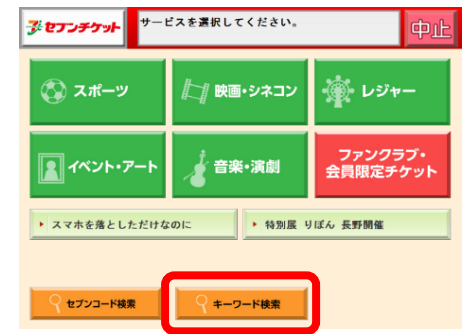 セブンチケット
サービスを選択してください。
中止
スポーツ
映画・シネコン
レジャー
イベント・アート
音楽・演劇
ファンクラブ・
会員限定チケット
スマホを落としただけなのに
特別展 りぼん 長野開催
セブンコード検索
キーワード検索